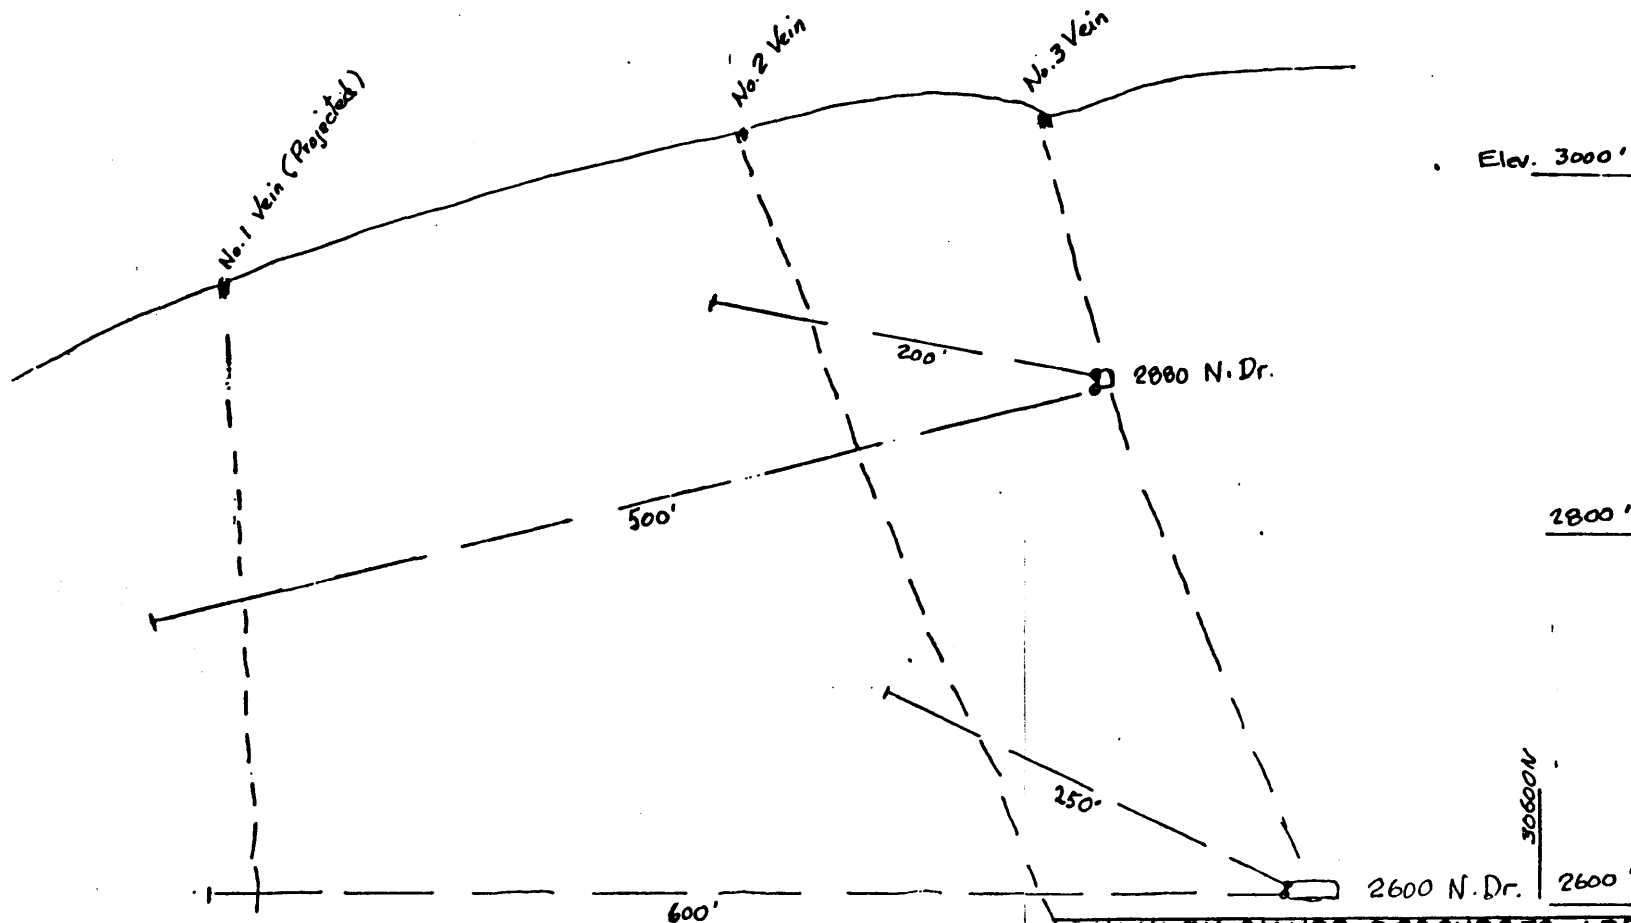 No.1 Vein (Projected)
No.2 Vein
No.3 Vein
Elev. 3000'
200'
2880 N.Dr.
500'
2800'
250'
30600N
2600 N.Dr.
2600'
600'